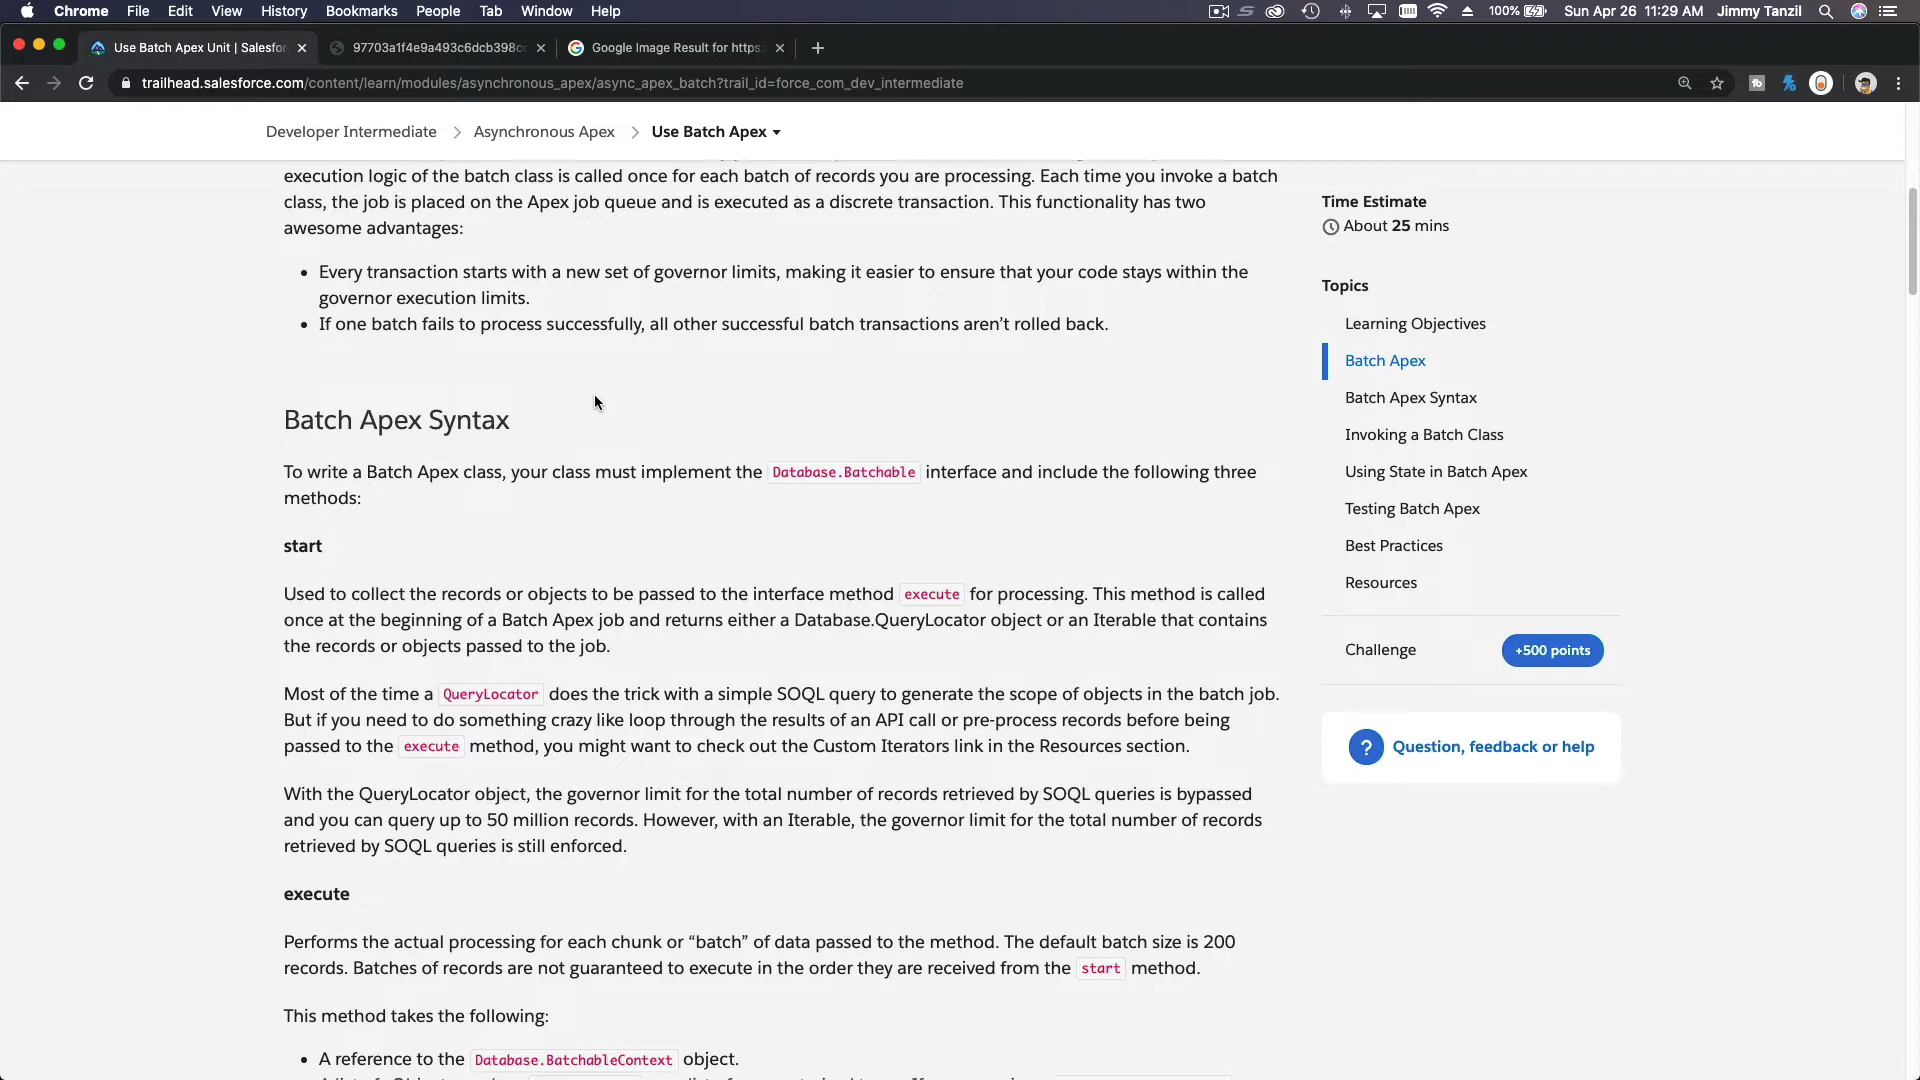 Chrome File Edit View History Bookmarks People Tab Window Help 100% Sun Apr 26 11:29 AM Jimmy Tanzil
Use Batch Apex Unit | Salesfor
97703a1f4e9a493c6dcb398c
Google Image Result for https:
trailhead.salesforce.com/content/learn/modules/asynchronous_apex/async_apex_batch?trail_id=force_com_dev_intermediate
Developer Intermediate > Asynchronous Apex > Use Batch Apex
execution logic of the batch class is called once for each batch of records you are processing. Each time you invoke a batch
class, the job is placed on the Apex job queue and is executed as a discrete transaction. This functionality has two
awesome advantages:
• Every transaction starts with a new set of governor limits, making it easier to ensure that your code stays within the
governor execution limits.
• If one batch fails to process successfully, all other successful batch transactions aren’t rolled back.
Batch Apex Syntax
To write a Batch Apex class, your class must implement the Database.Batchable interface and include the following three
methods:
start
Used to collect the records or objects to be passed to the interface method execute for processing. This method is called
once at the beginning of a Batch Apex job and returns either a Database.QueryLocator object or an Iterable that contains
the records or objects passed to the job.
Most of the time a QueryLocator does the trick with a simple SOQL query to generate the scope of objects in the batch job.
But if you need to do something crazy like loop through the results of an API call or pre-process records before being
passed to the execute method, you might want to check out the Custom Iterators link in the Resources section.
With the QueryLocator object, the governor limit for the total number of records retrieved by SOQL queries is bypassed
and you can query up to 50 million records. However, with an Iterable, the governor limit for the total number of records
retrieved by SOQL queries is still enforced.
execute
Performs the actual processing for each chunk or “batch” of data passed to the method. The default batch size is 200
records. Batches of records are not guaranteed to execute in the order they are received from the start method.
This method takes the following:
• A reference to the Database.BatchableContext object.
Time Estimate
About 25 mins
Topics
Learning Objectives
Batch Apex
Batch Apex Syntax
Invoking a Batch Class
Using State in Batch Apex
Testing Batch Apex
Best Practices
Resources
Challenge +500 points
? Question, feedback or help